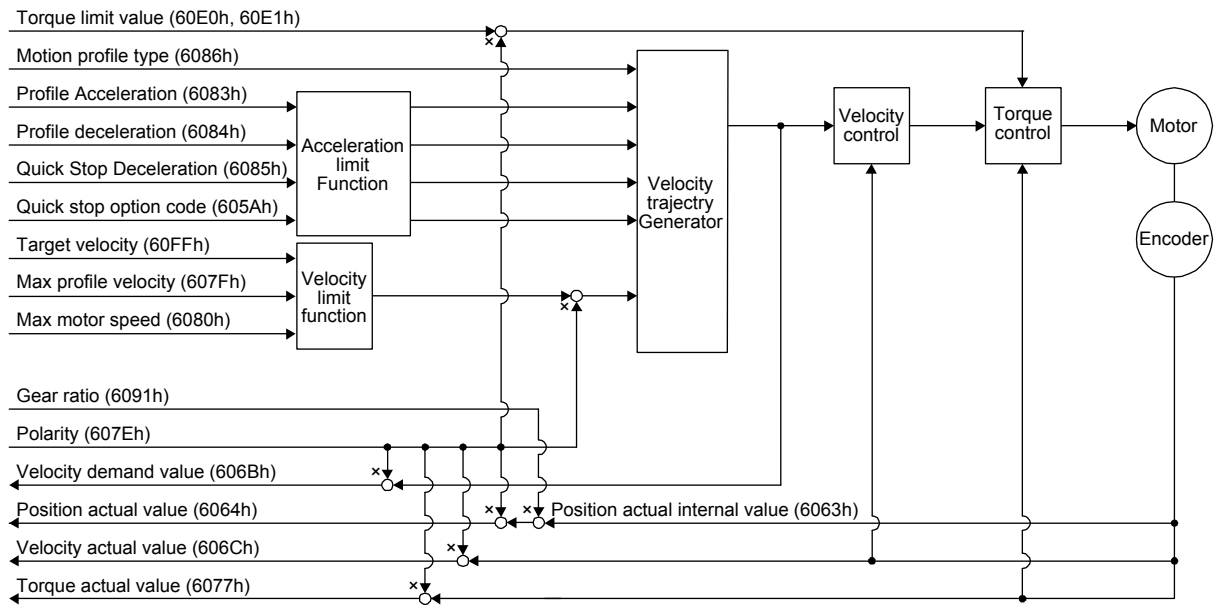 Torque limit value (60E0h, 60E1h)
×
Motion profile type (6086h)
Profile Acceleration (6083h)
Profile deceleration (6084h)
Quick Stop Deceleration (6085h)
Quick stop option code (605Ah)
Acceleration
limit
Function
Target velocity (60FFh)
Max profile velocity (607Fh)
Max motor speed (6080h)
Velocity
limit
function
×
Velocity
trajectry
Generator
Velocity
control
Torque
control
Motor
Encoder
Gear ratio (6091h)
Polarity (607Eh)
Velocity demand value (606Bh)
×
Position actual value (6064h)
×
×
Position actual internal value (6063h)
Velocity actual value (606Ch)
×
Torque actual value (6077h)
×